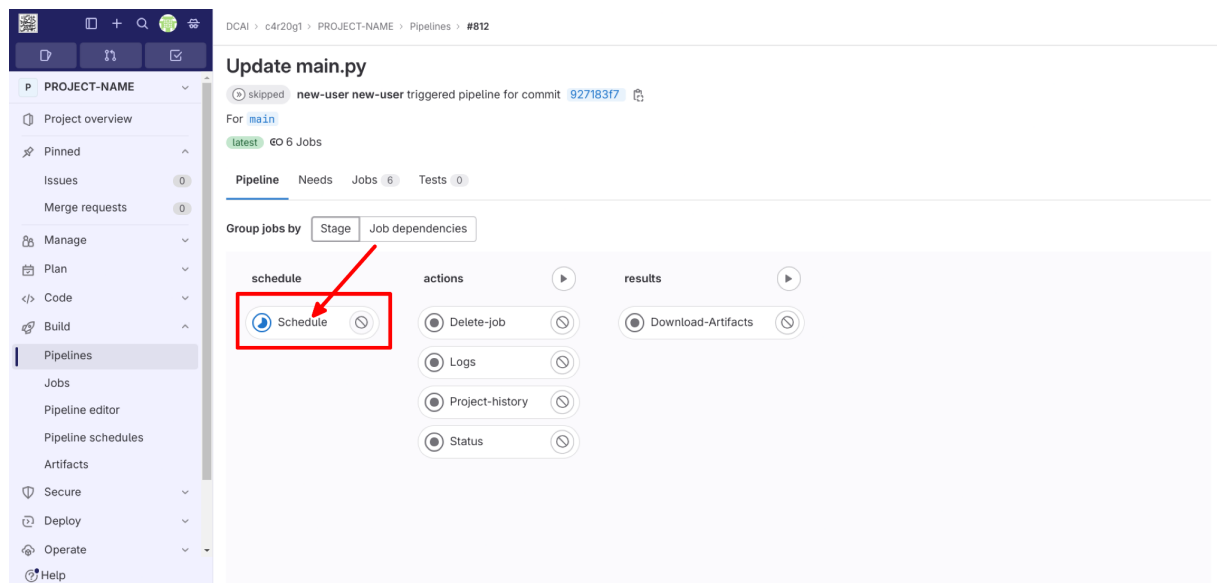 DCAI > c4r20g1 > PROJECT-NAME > Pipelines > #812
P PROJECT-NAME
Project overview
Pinned
Issues 0
Merge requests 0
Manage
Plan
Code
Build
Pipelines
Jobs
Pipeline editor
Pipeline schedules
Artifacts
Secure
Deploy
Operate
Help
Update main.py
skipped new-user new-user triggered pipeline for commit 927183f7
For main
latest 6 Jobs
Pipeline Needs Jobs 6 Tests 0
Group jobs by Stage Job dependencies
schedule actions results
Schedule Delete-job Download-Artifacts
Logs
Project-history
Status